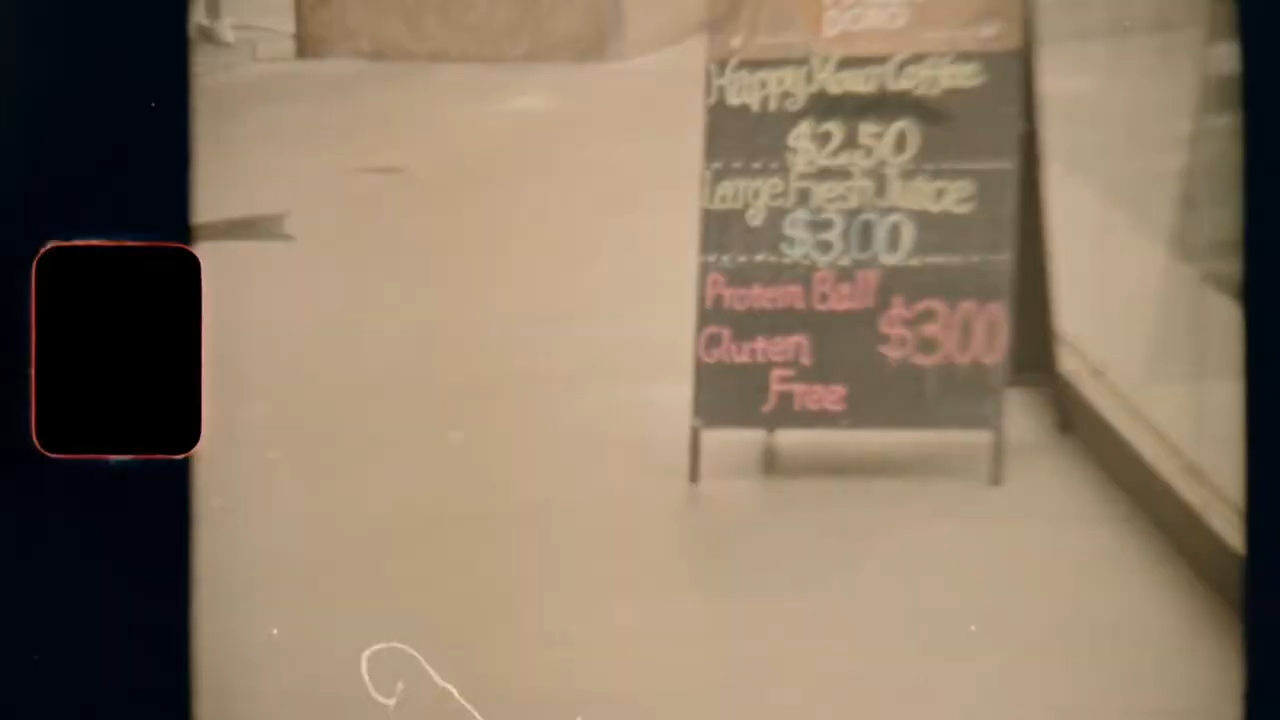 Happy Hour Coffee
$2.50
Large Fresh Juice
$3.00
Protein Ball
$3.00
Gluten
Free